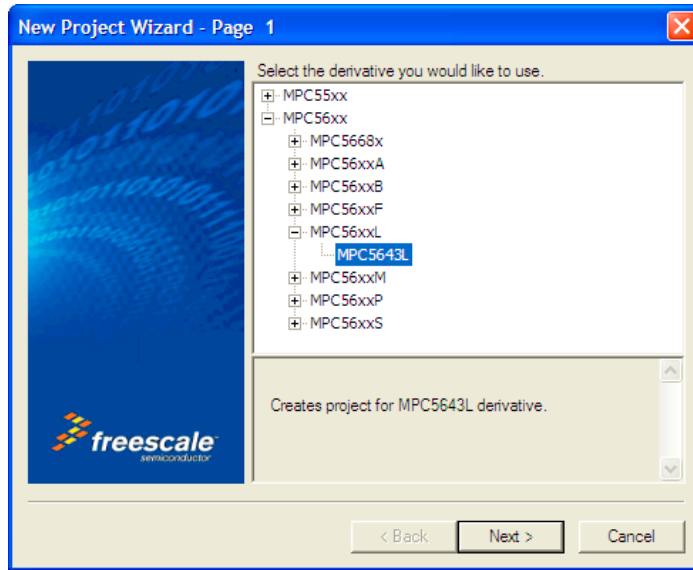 New Project Wizard - Page 1
Select the derivative you would like to use.
MPC55xx
MPC56xx
MPC5668x
MPC56xxA
MPC56xxB
MPC56xxF
MPC56xxL
MPC5643L
MPC56xxM
MPC56xxP
MPC56xxS
Creates project for MPC5643L derivative.
freescale
semiconductor
< Back Next > Cancel